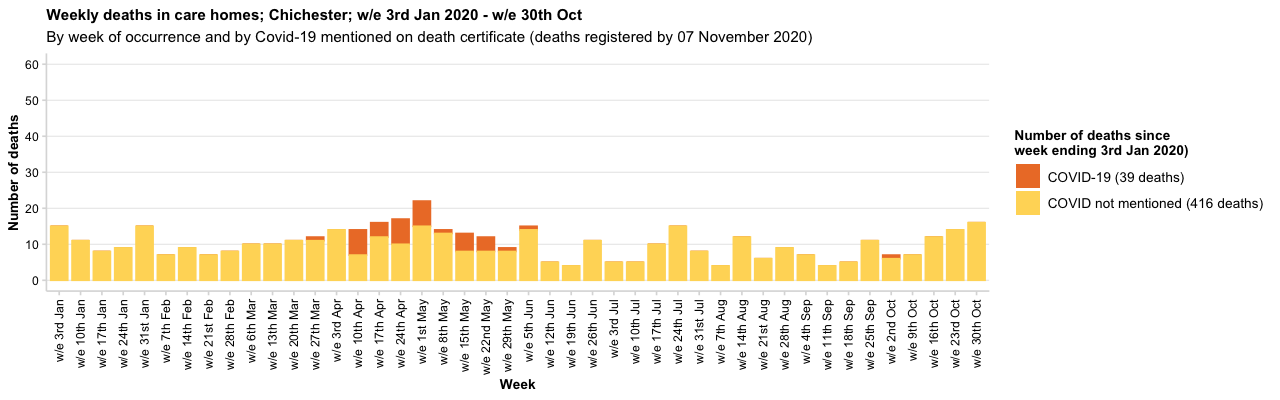 Weekly deaths in care homes; Chichester; w/e 3rd Jan 2020 - w/e 30th Oct
By week of occurrence and by Covid-19 mentioned on death certificate (deaths registered by 07 November 2020)
Number of deaths
60
50
40
30
20
10
0
w/e 3rd Jan
w/e 10th Jan
w/e 17th Jan
w/e 24th Jan
w/e 31st Jan
w/e 7th Feb
w/e 14th Feb
w/e 21st Feb
w/e 28th Feb
w/e 6th Mar
w/e 13th Mar
w/e 20th Mar
w/e 27th Mar
w/e 3rd Apr
w/e 10th Apr
w/e 17th Apr
w/e 24th Apr
w/e 1st May
w/e 8th May
w/e 15th May
w/e 22nd May
w/e 29th May
w/e 5th Jun
w/e 12th Jun
w/e 19th Jun
w/e 26th Jun
w/e 3rd Jul
w/e 10th Jul
w/e 17th Jul
w/e 24th Jul
w/e 31st Jul
w/e 7th Aug
w/e 14th Aug
w/e 21st Aug
w/e 28th Aug
w/e 4th Sep
w/e 11th Sep
w/e 18th Sep
w/e 25th Sep
w/e 2nd Oct
w/e 9th Oct
w/e 16th Oct
w/e 23rd Oct
w/e 30th Oct
Week
Number of deaths since
week ending 3rd Jan 2020)
COVID-19 (39 deaths)
COVID not mentioned (416 deaths)